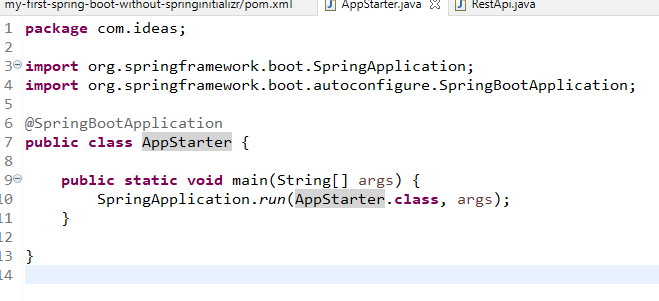 my-first-spring-boot-without-springinitializr/pom.xml AppStarter.java RestApi.java
1 package com.ideas;
2
3 import org.springframework.boot.SpringApplication;
4 import org.springframework.boot.autoconfigure.SpringBootApplication;
5
6 @SpringBootApplication
7 public class AppStarter {
8
9 public static void main(String[] args) {
10 SpringApplication.run(AppStarter.class, args);
11 }
12
13 }
14